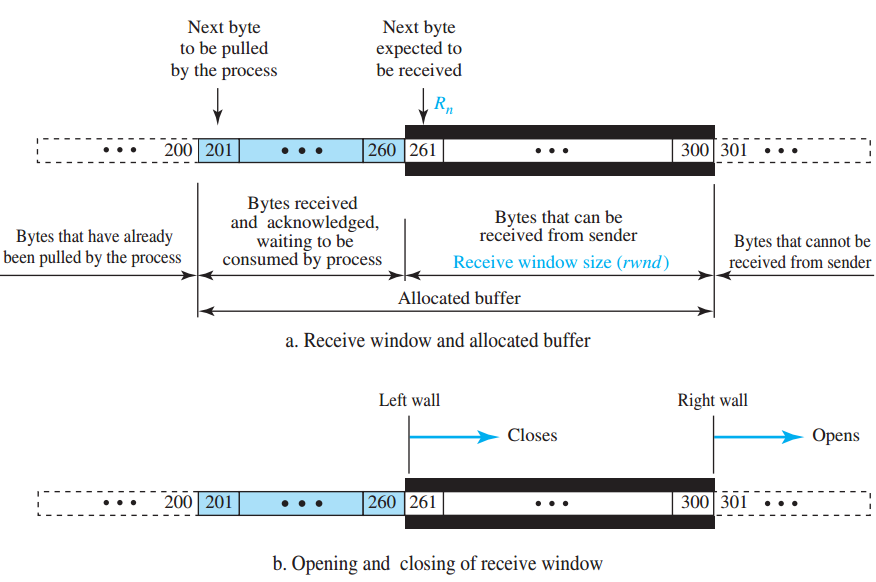 Next byte
to be pulled
by the process
Next byte
expected to
be received
Rn
••• 200 201 ••• 260 261 ••• 300 301 •••
Bytes that have already
been pulled by the process
Bytes received
and acknowledged,
waiting to be
consumed by process
Bytes that can be
received from sender
Receive window size (rwnd)
Bytes that cannot be
received from sender
Allocated buffer
a. Receive window and allocated buffer
Left wall
Right wall
Closes
Opens
••• 200 201 ••• 260 261 ••• 300 301 •••
b. Opening and closing of receive window